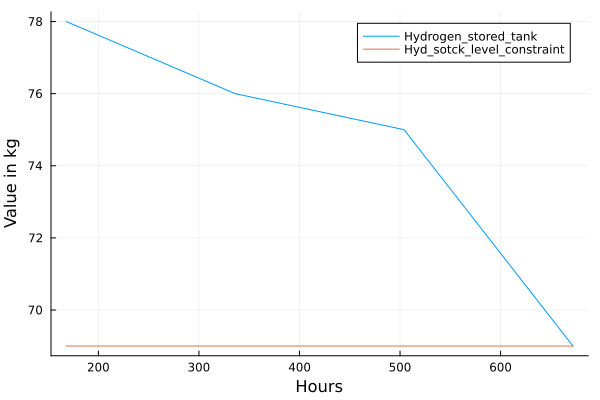 78
76
74
72
70
Value in kg
Hydrogen_stored_tank
Hyd_sotck_level_constraint
200
300
400
500
600
Hours